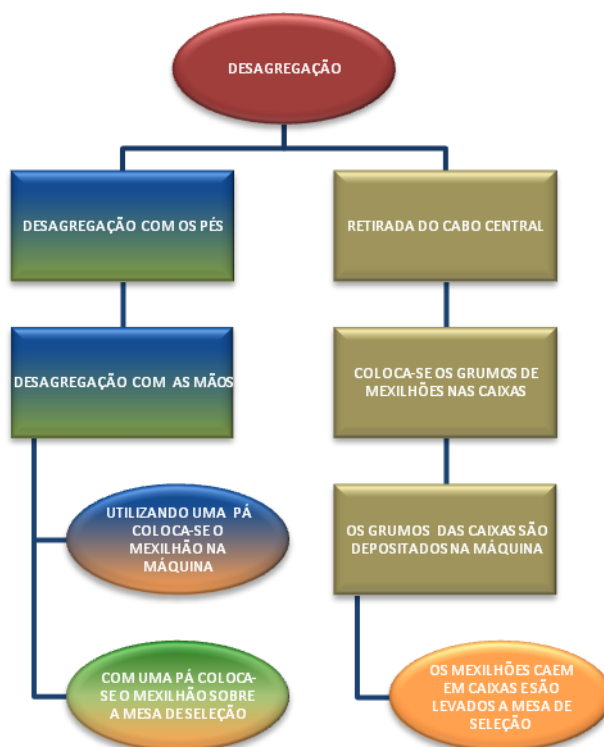 DESAGREGAÇÃO
DESAGREGAÇÃO COM OS PÉS
RETIRADA DO CABO CENTRAL
DESAGREGAÇÃO COM AS MÃOS
COLOCA-SE OS GRUMOS DE
MEXILHÕES NAS CAIXAS
UTILIZANDO UMA PÁ
COLOCA-SE O
MEXILHÃO NA
MÁQUINA
OS GRUMOS DAS CAIXAS SÃO
DEPOSITADOS NA MÁQUINA
COM UMA PÁ COLOCA-
SE O MEXILHÃO SOBRE
A MESA DE SELEÇÃO
OS MEXILHÕES CAEM
EM CAIXAS E SÃO
LEVADOS A MESA DE
SELEÇÃO